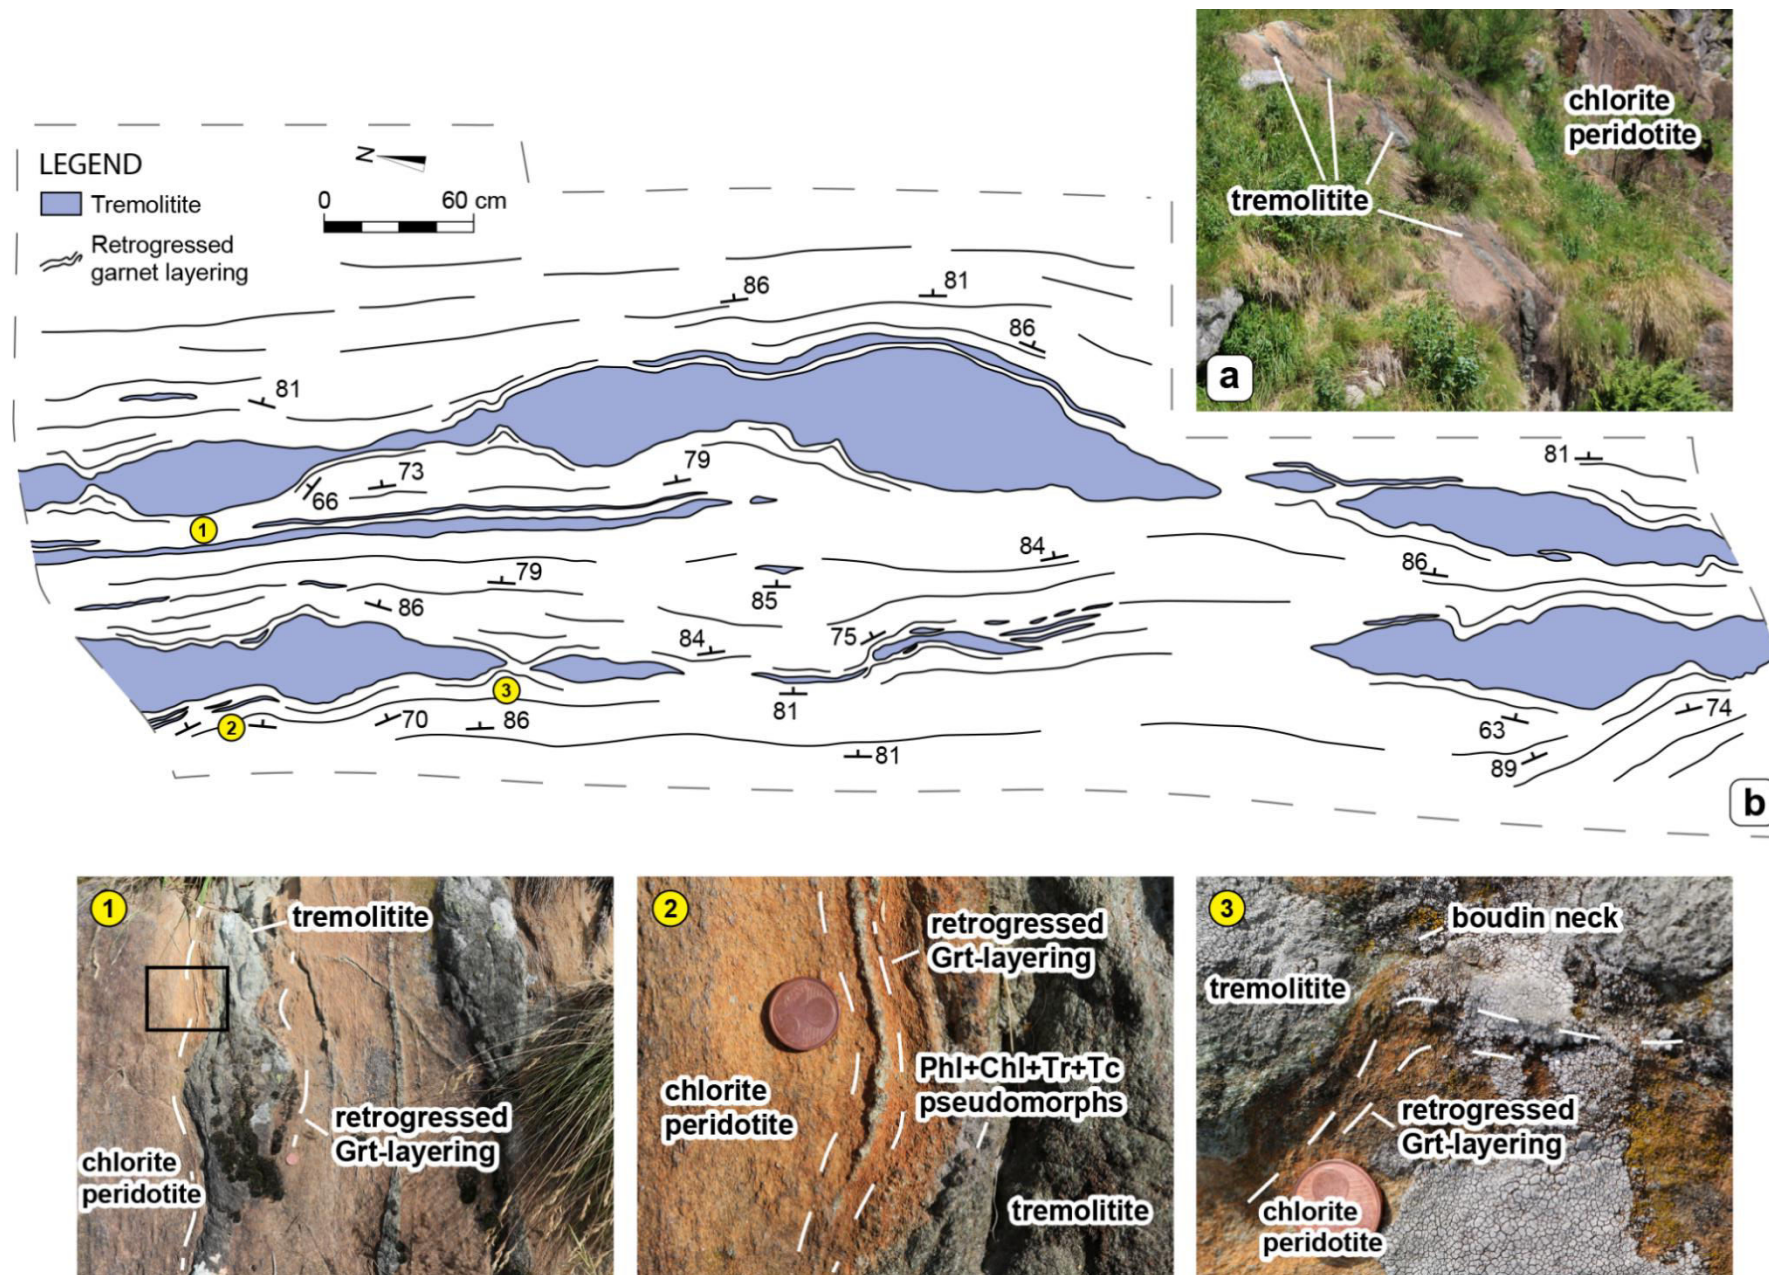 LEGEND
Tremolitite
Retrogressed
garnet layering
N
0 60 cm
chlorite
peridotite
tremolitite
a
86
81
86
81
81
73
79
66
1
84
79
86
85
86
75
84
3
81
2
70
86
81
63
74
89
b
1
tremolitite
retrogressed
Grt-layering
chlorite
peridotite
2
retrogressed
Grt-layering
Phl+Chl+Tr+Tc
pseudomorphs
chlorite
peridotite
tremolitite
3
boudin neck
tremolitite
retrogressed
Grt-layering
chlorite
peridotite